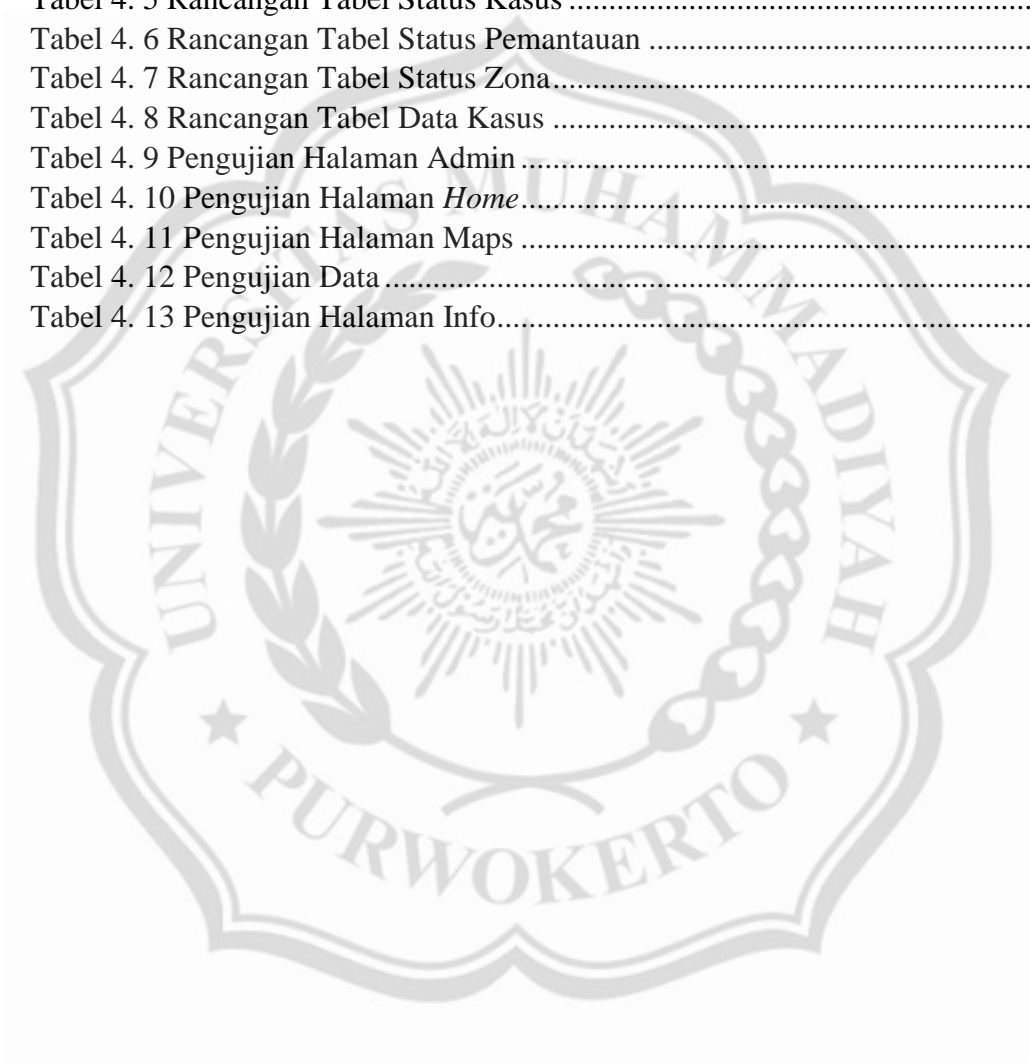 Tabel 4. 5 Rancangan Tabel Status Kasus ........................................................
Tabel 4. 6 Rancangan Tabel Status Pemantauan ..............................................
Tabel 4. 7 Rancangan Tabel Status Zona..........................................................
Tabel 4. 8 Rancangan Tabel Data Kasus ..........................................................
Tabel 4. 9 Pengujian Halaman Admin ..............................................................
Tabel 4. 10 Pengujian Halaman Home..............................................................
Tabel 4. 11 Pengujian Halaman Maps ..............................................................
Tabel 4. 12 Pengujian Data ................................................................................
Tabel 4. 13 Pengujian Halaman Info.................................................................
UNIVERSITAS MUHAMMADIYAH
PURWOKERTO